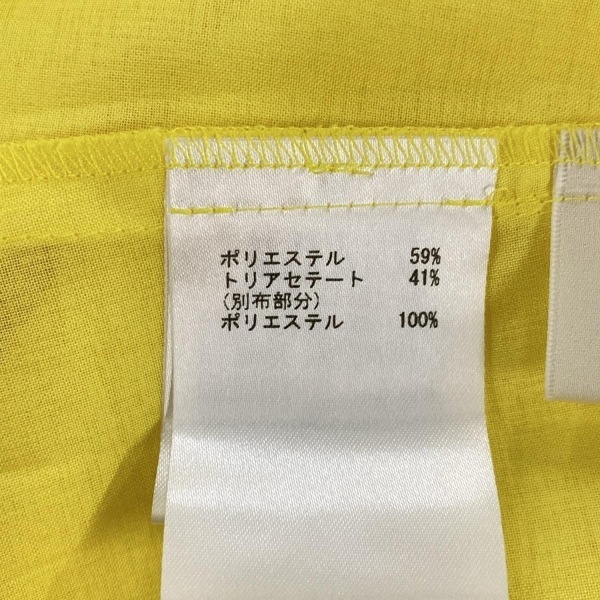 ポリエステル 59%
トリアセテート 41%
(別布部分)
ポリエステル 100%